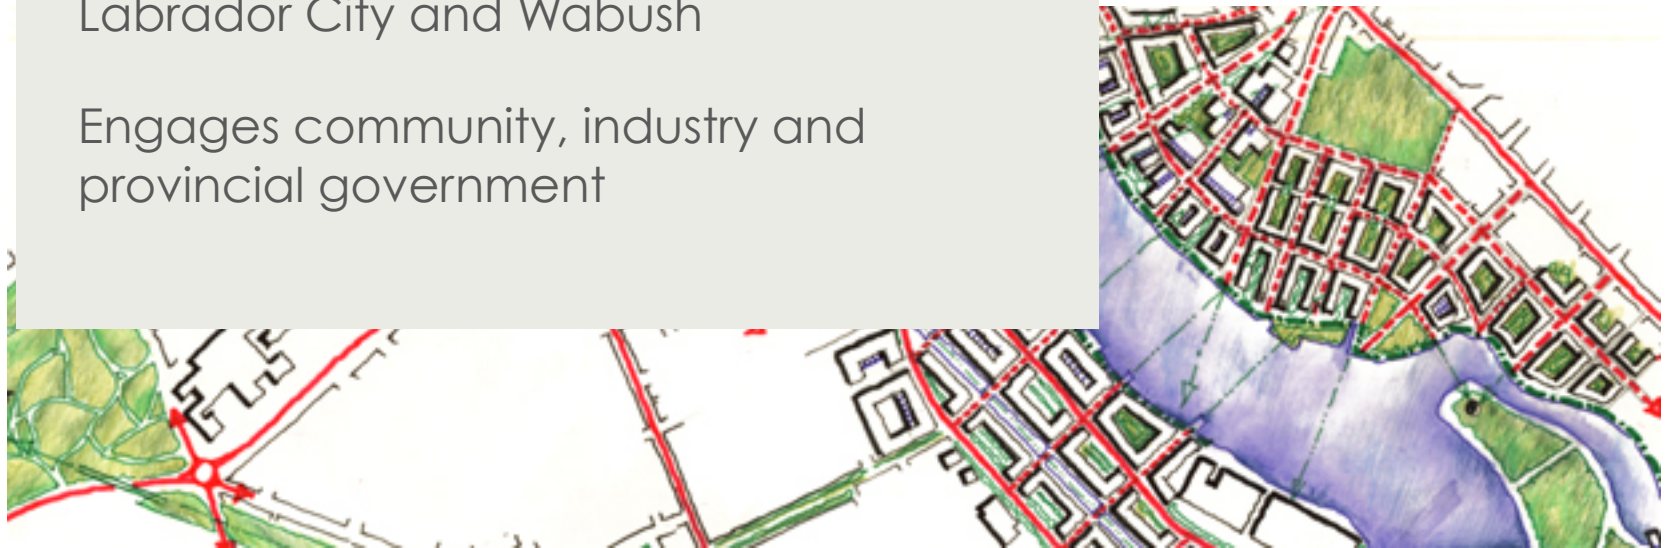 Labrador City and Wabush
Engages community, industry and
provincial government